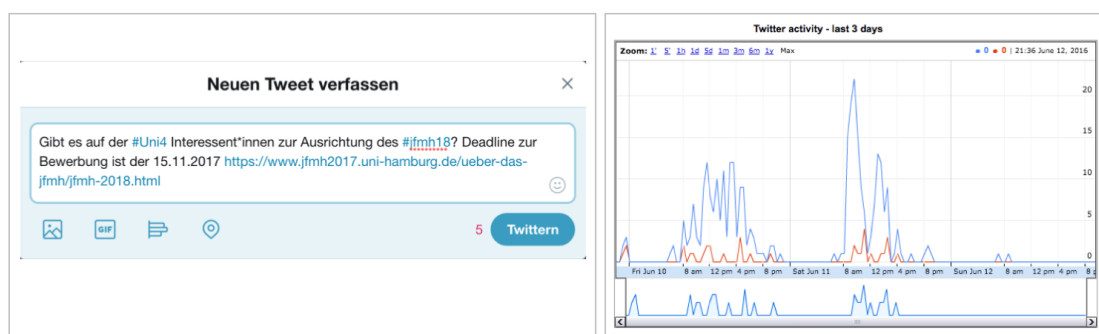 Neuen Tweet verfassen
Gibt es auf der #Uni4 Interessent*innen zur Ausrichtung des #jfmh18? Deadline zur
Bewerbung ist der 15.11.2017 https://www.jfmh2017.uni-hamburg.de/ueber-das-
jfmh/jfmh-2018.html
GIF
5 Twittern
Twitter activity - last 3 days
Zoom: 1' 5' 1h 1d 5d 1m 3m 6m 1y Max 0 0 | 21:36 June 12, 2016
20
15
10
5
0
Fri Jun 10 8 am 12 pm 4 pm 8 pm Sat Jun 11 8 am 12 pm 4 pm 8 pm Sun Jun 12 8 am 12 pm 4 pm 8 p